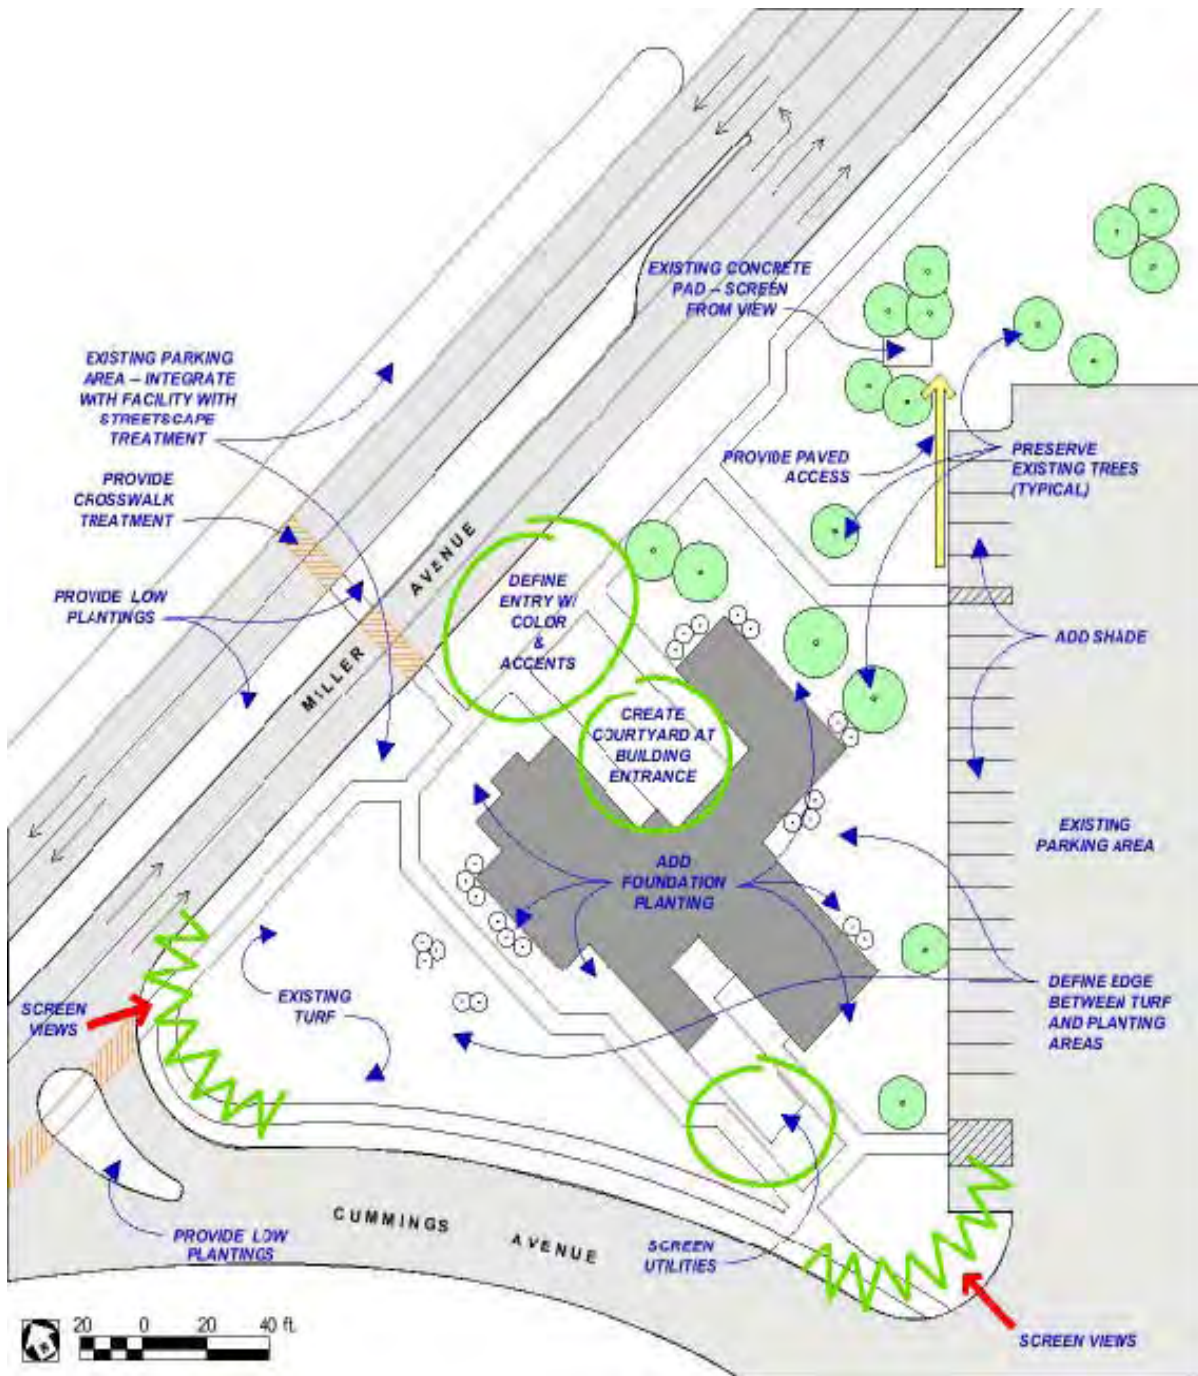 EXISTING CONCRETE
PAD – SCREEN
FROM VIEW
EXISTING PARKING
AREA – INTEGRATE
WITH FACILITY WITH
STREETSCAPE
TREATMENT
PROVIDE
CROSSWALK
TREATMENT
PROVIDE LOW
PLANTINGS
MILLER AVENUE
DEFINE
ENTRY W/
COLOR
&
ACCENTS
CREATE
COURTYARD AT
BUILDING
ENTRANCE
PROVIDE PAVED
ACCESS
PRESERVE
EXISTING TREES
(TYPICAL)
ADD SHADE
EXISTING
PARKING AREA
ADD
FOUNDATION
PLANTING
DEFINE EDGE
BETWEEN TURF
AND PLANTING
AREAS
EXISTING
TURF
SCREEN
VIEWS
PROVIDE LOW
PLANTINGS
CUMMINGS AVENUE
SCREEN
UTILITIES
SCREEN VIEWS
20 0 20 40 ft.